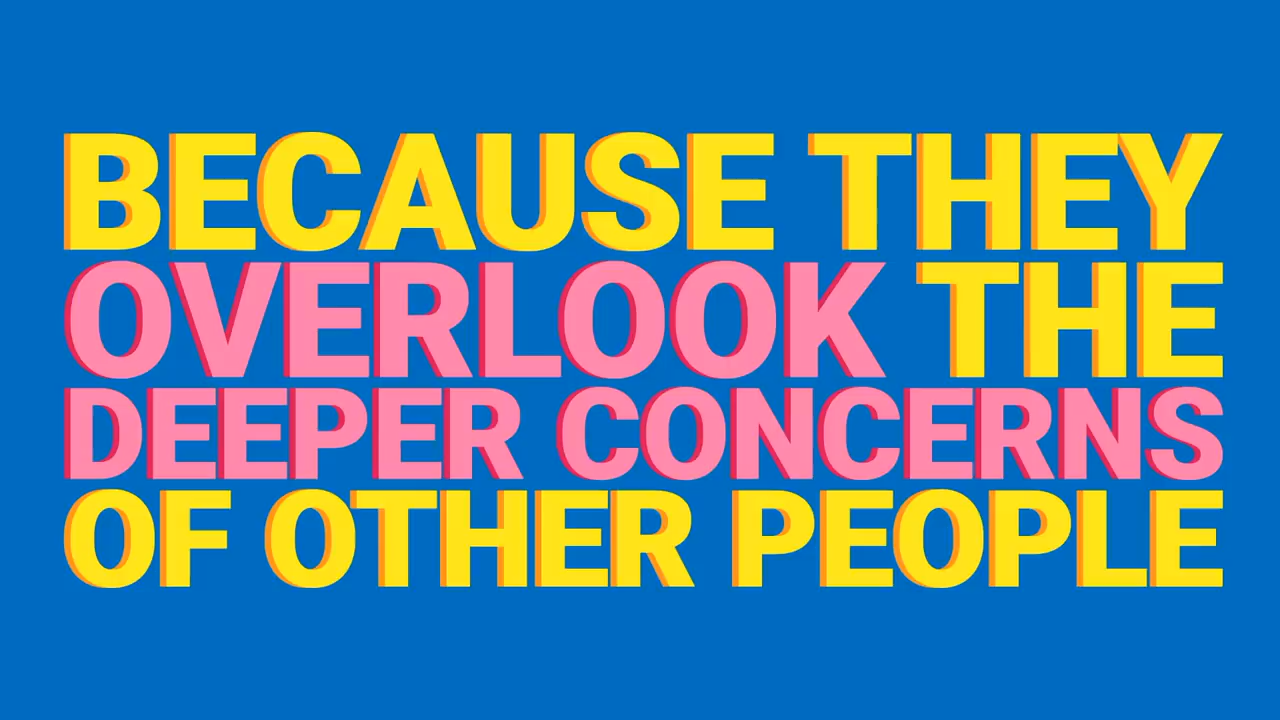 BECAUSE THEY
OVERLOOK THE
DEEPER CONCERNS
OF OTHER PEOPLE